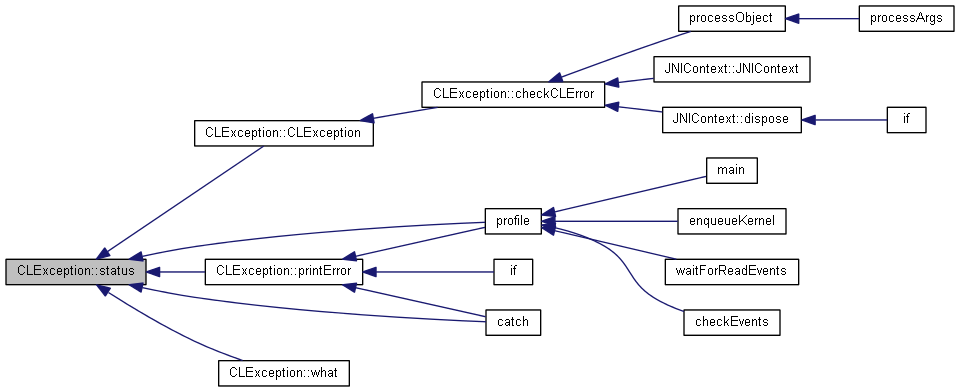 processObject
processArgs
JNIContext::JNIContext
CLException::checkCLError
JNIContext::dispose
if
CLException::CLException
main
profile
enqueueKernel
CLException::status
CLException::printError
if
waitForReadEvents
catch
checkEvents
CLException::what